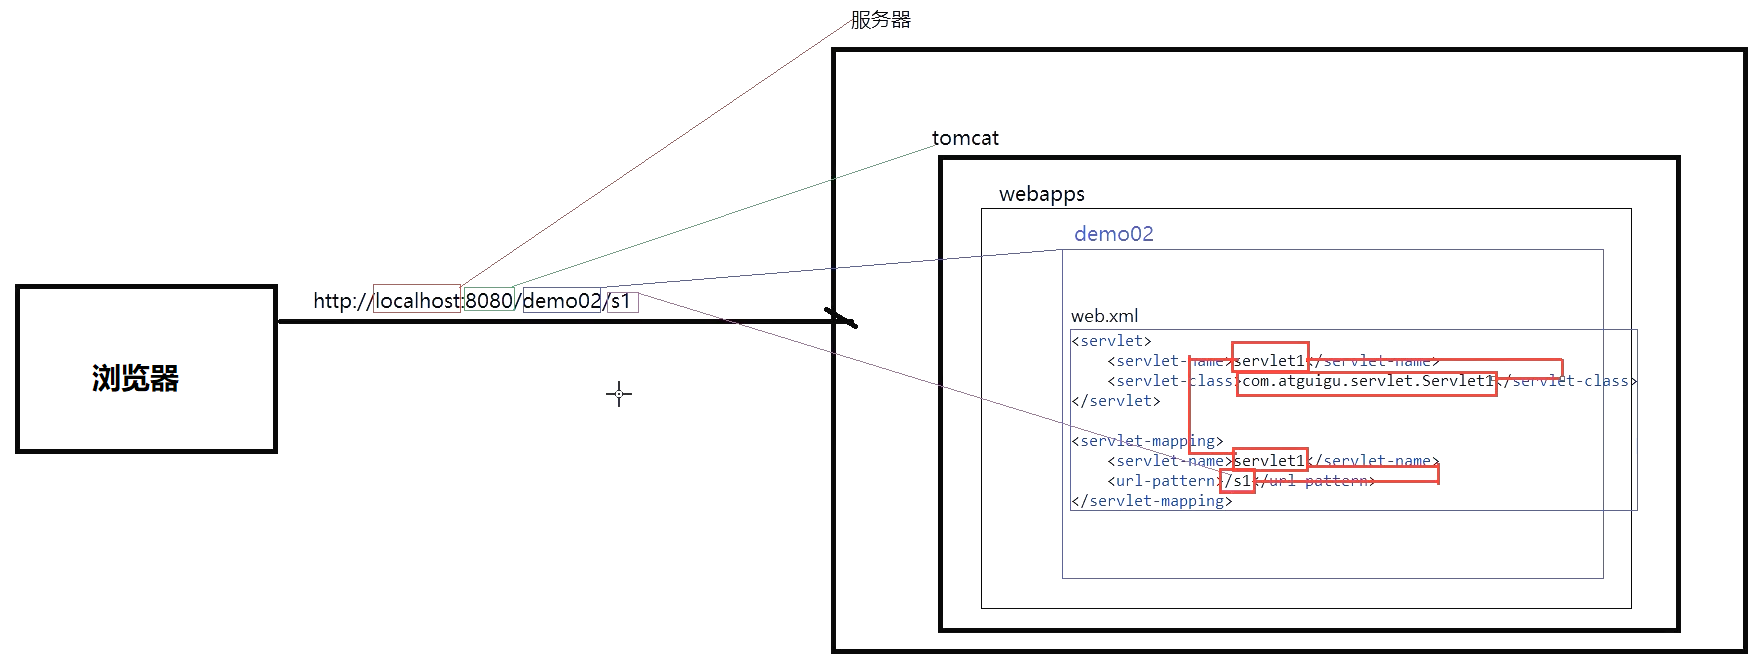 服务器
tomcat
webapps
demo02
http://localhost:8080/demo02/s1
浏览器
web.xml
<servlet>
<servlet-name>servlet1</servlet-name>
<servlet-class>com.atguigu.servlet.Servlet1</servlet-class>
</servlet>
<servlet-mapping>
<servlet-name>servlet1</servlet-name>
<url-pattern>/s1</url-pattern>
</servlet-mapping>